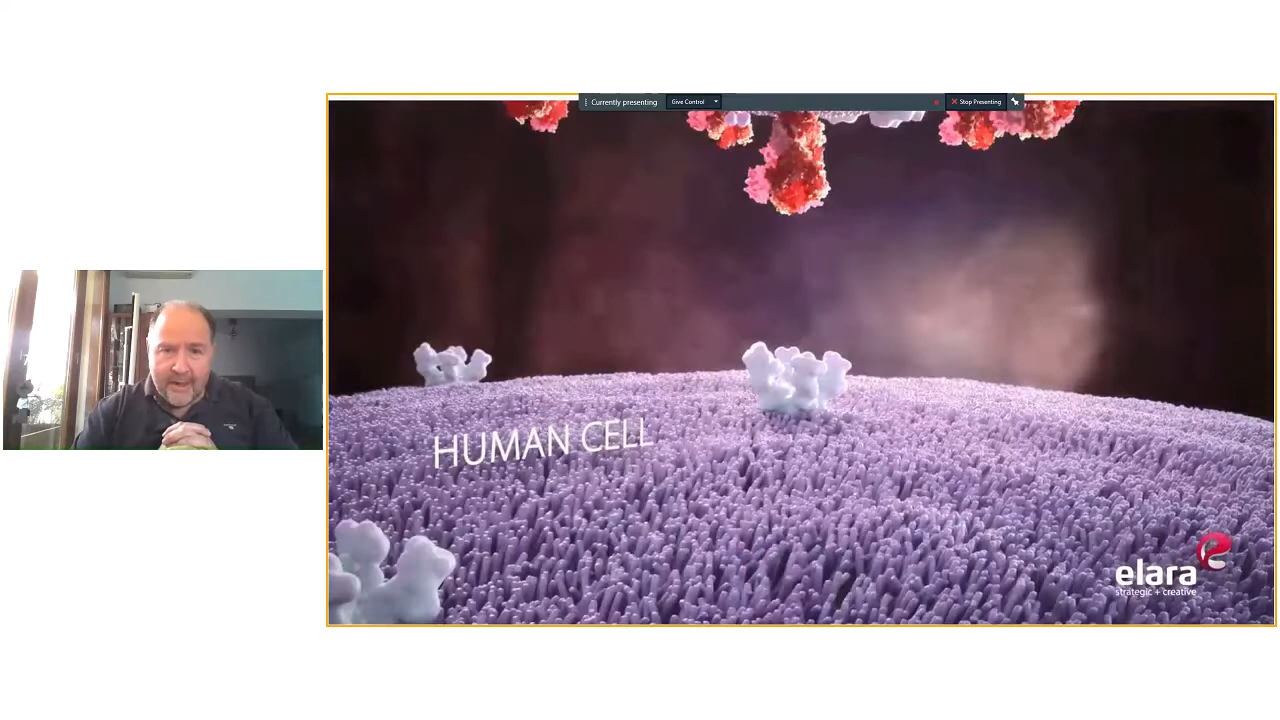 Currently presenting
Give Control
Stop Presenting
HUMAN CELL
elara
strategic + creative